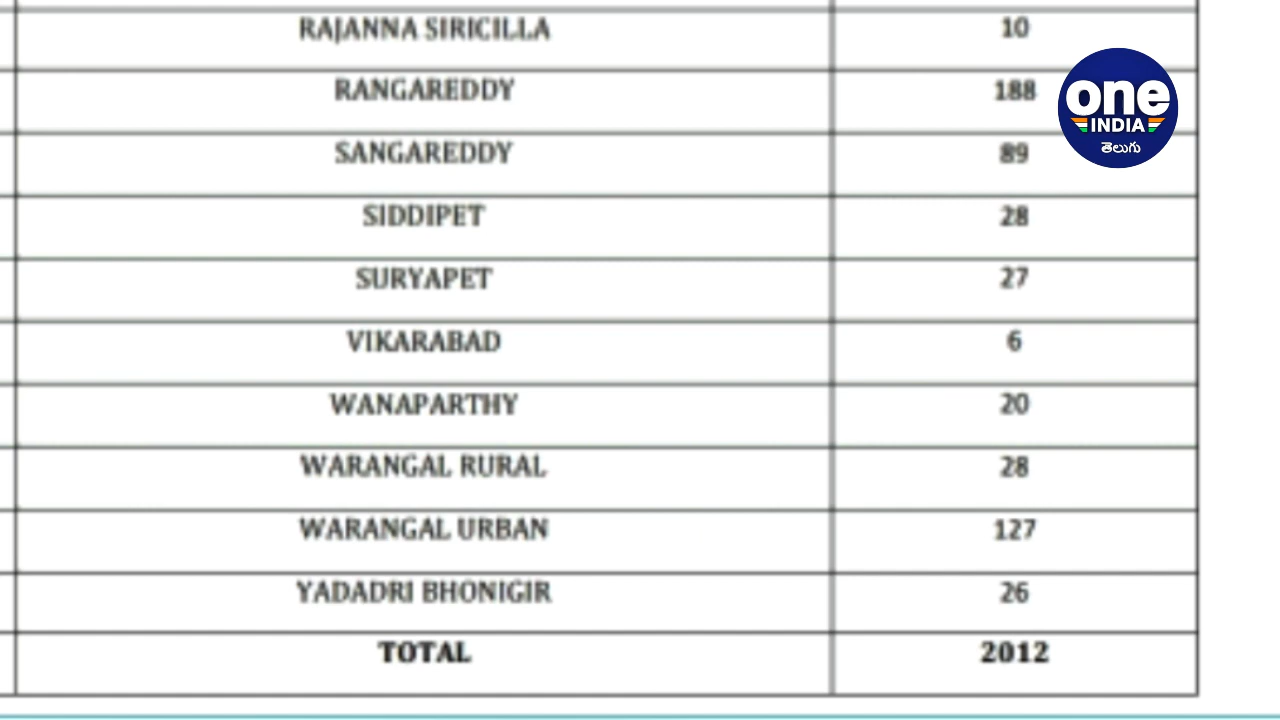 RAJANNA SIRICILLA 10
RANGAREDDY 188
SANGAREDDY 89
SIDDIPET 28
SURYAPET 27
VIKARABAD 6
WANAPARTHY 20
WARANGAL RURAL 28
WARANGAL URBAN 127
YADADRI BHONIGIR 26
TOTAL 2012
one
INDIA
తెలుగు